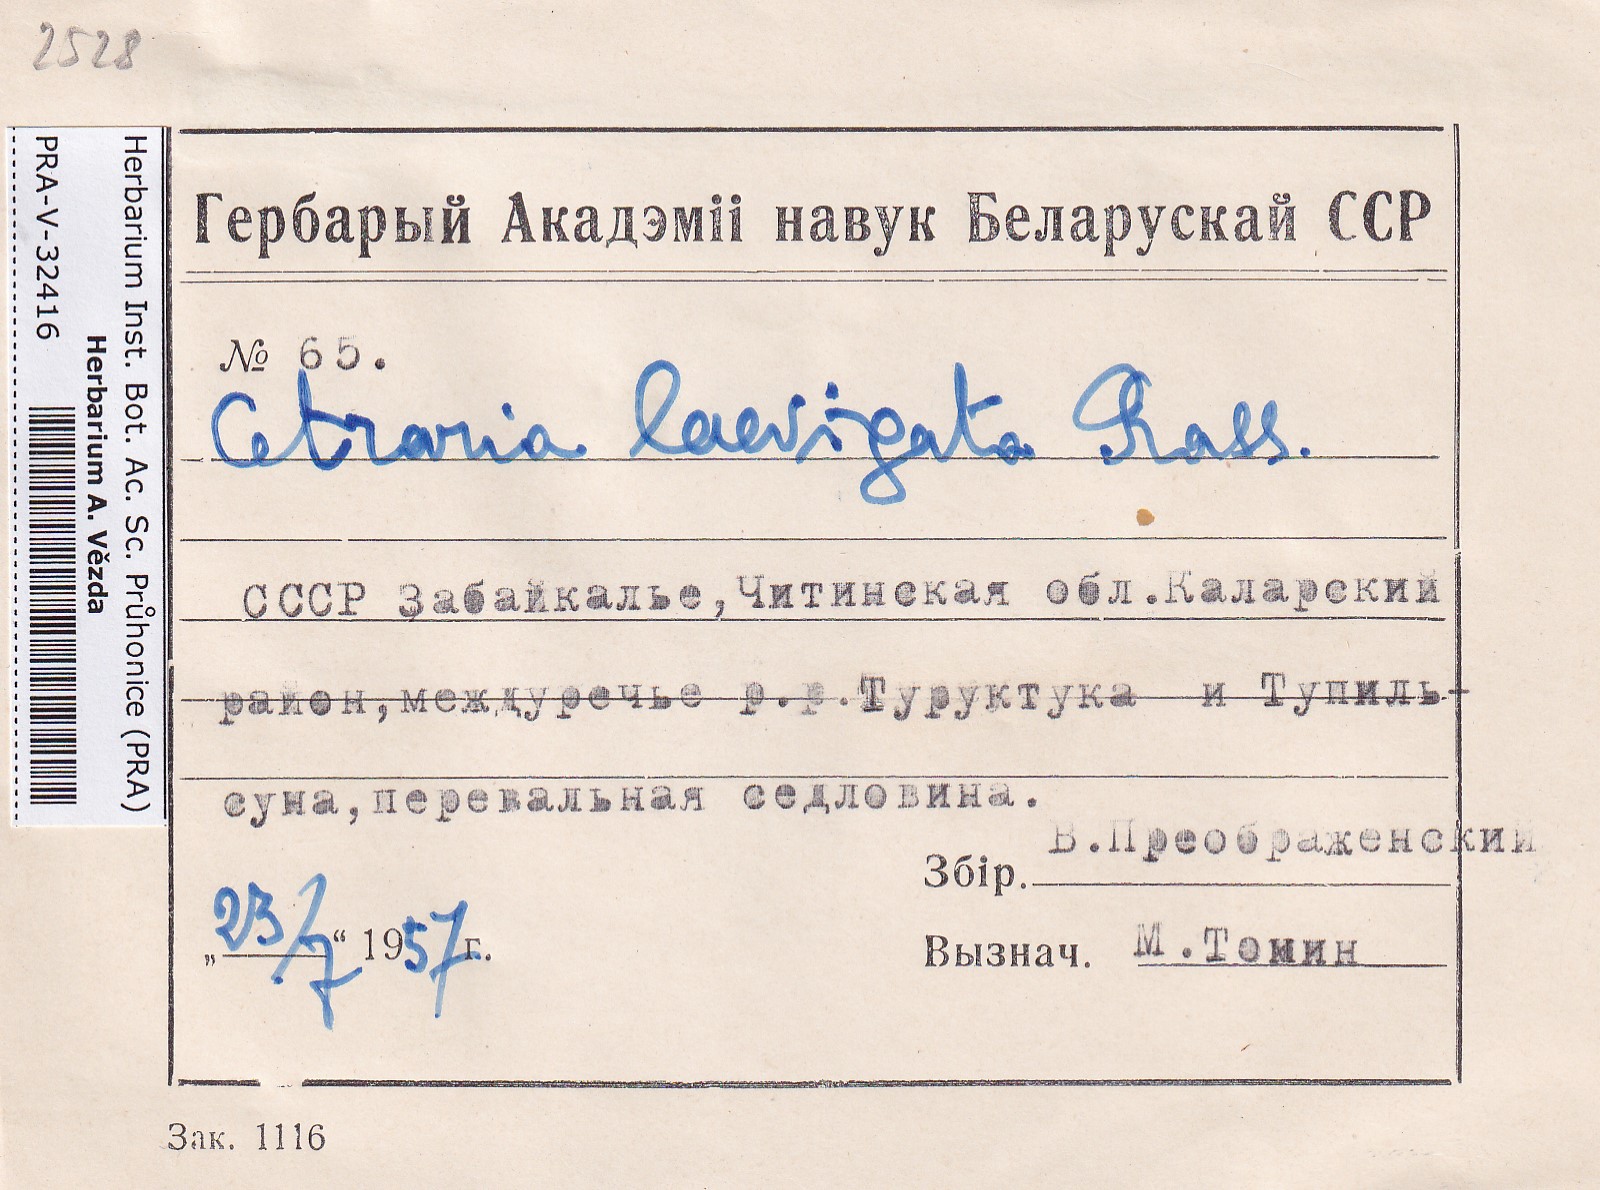 2528
Herbarium Inst. Bot. Ac. Sc. Průhonice (PRA)
Herbarium A. Vězda
PRA-V-32416
Гербарый Акадэміі навук Беларускай ССР
№ 65.
Cetraria laevigata Rass.
СССР Забайкалье,Читинская обл.Каларский
район,междуречье р.р.Туруктука и Тупиль-
суна,перевальная седловина.
Збір. В.Преображенский
„23/7“ 1957 г.
Вызнач. М.Томин
Зак. 1116